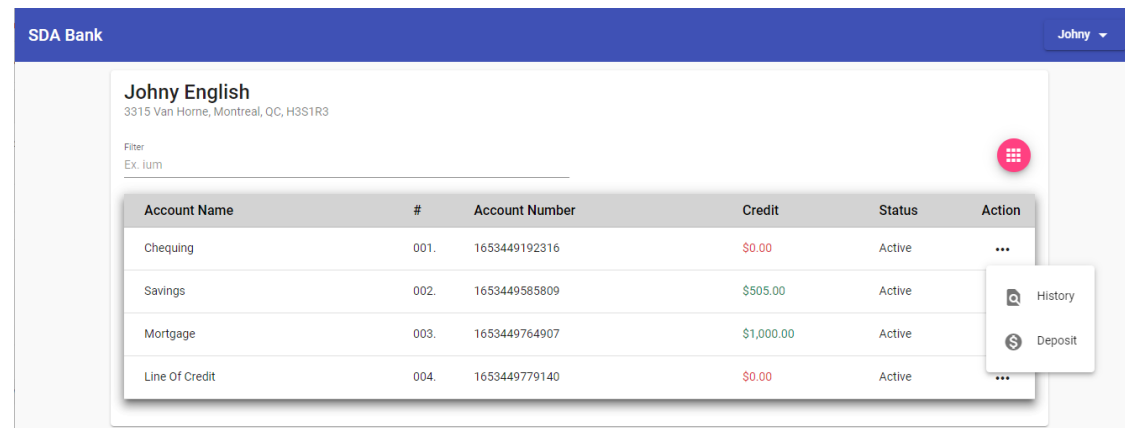 SDA Bank
Johny
Johny English
3315 Van Horne, Montreal, QC, H3S1R3
Filter
Ex. ium
Account Name # Account Number Credit Status Action
Chequing 001. 1653449192316 $0.00 Active
Savings 002. 1653449585809 $505.00 Active
History
Mortgage 003. 1653449764907 $1,000.00 Active
Deposit
Line Of Credit 004. 1653449779140 $0.00 Active